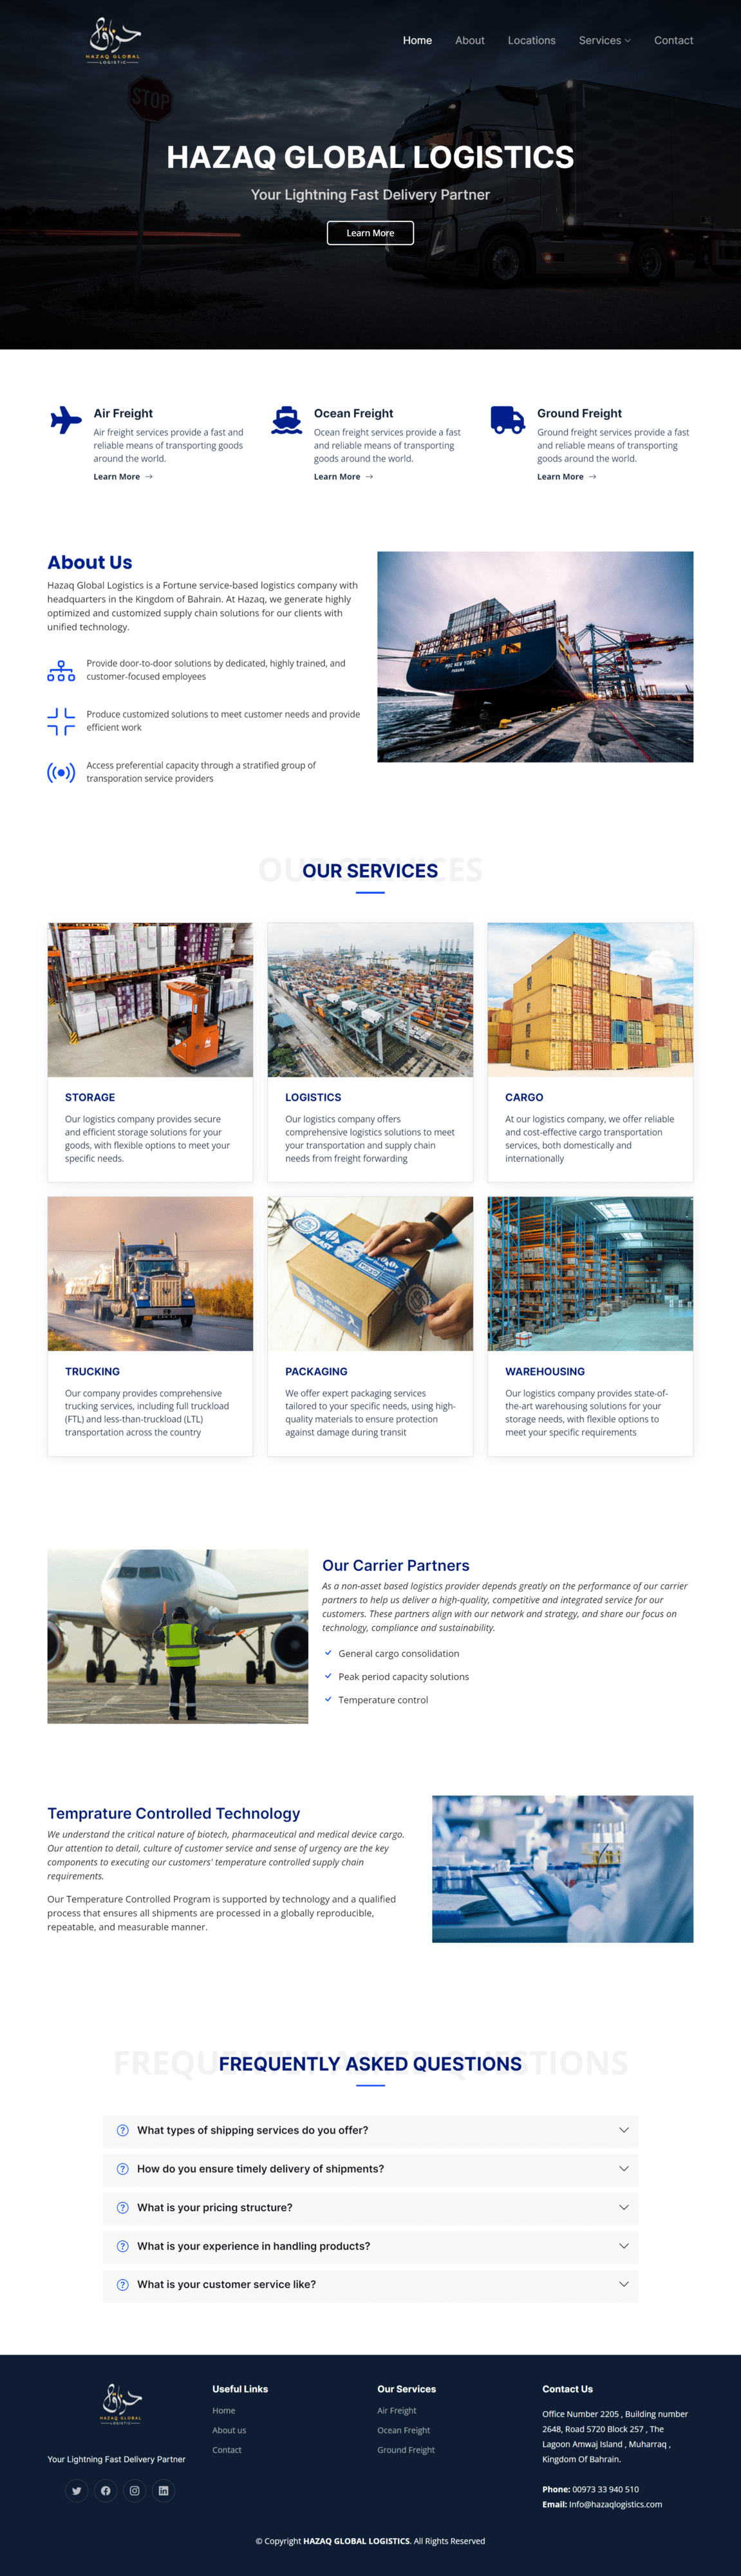 حزاق
HAZAQ GLOBAL
LOGISTIC
Home
About
Locations
Services
Contact
STOP
HAZAQ GLOBAL LOGISTICS
Your Lightning Fast Delivery Partner
Learn More
Air Freight
Air freight services provide a fast and
reliable means of transporting goods
around the world.
Learn More
Ocean Freight
Ocean freight services provide a fast
and reliable means of transporting
goods around the world.
Learn More
Ground Freight
Ground freight services provide a fast
and reliable means of transporting
goods around the world.
Learn More
About Us
Hazaq Global Logistics is a Fortune service-based logistics company with
headquarters in the Kingdom of Bahrain. At Hazaq, we generate highly
optimized and customized supply chain solutions for our clients with
unified technology.
Provide door-to-door solutions by dedicated, highly trained, and
customer-focused employees
Produce customized solutions to meet customer needs and provide
efficient work
Access preferential capacity through a stratified group of
transporation service providers
MSC NEW YORK
PANAMA
OUR SERVICES
OUR SERVICES
STORAGE
Our logistics company provides secure
and efficient storage solutions for your
goods, with flexible options to meet your
specific needs.
LOGISTICS
Our logistics company offers
comprehensive logistics solutions to meet
your transportation and supply chain
needs from freight forwarding
CARGO
At our logistics company, we offer reliable
and cost-effective cargo transportation
services, both domestically and
internationally
TRUCKING
Our company provides comprehensive
trucking services, including full truckload
(FTL) and less-than-truckload (LTL)
transportation across the country
PACKAGING
We offer expert packaging services
tailored to your specific needs, using high-
quality materials to ensure protection
against damage during transit
WAREHOUSING
Our logistics company provides state-of-
the-art warehousing solutions for your
storage needs, with flexible options to
meet your specific requirements
Our Carrier Partners
As a non-asset based logistics provider depends greatly on the performance of our carrier
partners to help us deliver a high-quality, competitive and integrated service for our
customers. These partners align with our network and strategy, and share our focus on
technology, compliance and sustainability.
General cargo consolidation
Peak period capacity solutions
Temperature control
Temprature Controlled Technology
We understand the critical nature of biotech, pharmaceutical and medical device cargo.
Our attention to detail, culture of customer service and sense of urgency are the key
components to executing our customers' temperature controlled supply chain
requirements.
Our Temperature Controlled Program is supported by technology and a qualified
process that ensures all shipments are processed in a globally reproducible,
repeatable, and measurable manner.
FREQUENTLY ASKED QUESTIONS
FREQUENTLY ASKED QUESTIONS
What types of shipping services do you offer?
How do you ensure timely delivery of shipments?
What is your pricing structure?
What is your experience in handling products?
What is your customer service like?
حزاق
HAZAQ GLOBAL
LOGISTIC
Your Lightning Fast Delivery Partner
Useful Links
Home
About us
Contact
Our Services
Air Freight
Ocean Freight
Ground Freight
Contact Us
Office Number 2205 , Building number
2648, Road 5720 Block 257 , The
Lagoon Amwaj Island , Muharraq ,
Kingdom Of Bahrain.
Phone: 00973 33 940 510
Email: Info@hazaqlogistics.com
© Copyright HAZAQ GLOBAL LOGISTICS. All Rights Reserved